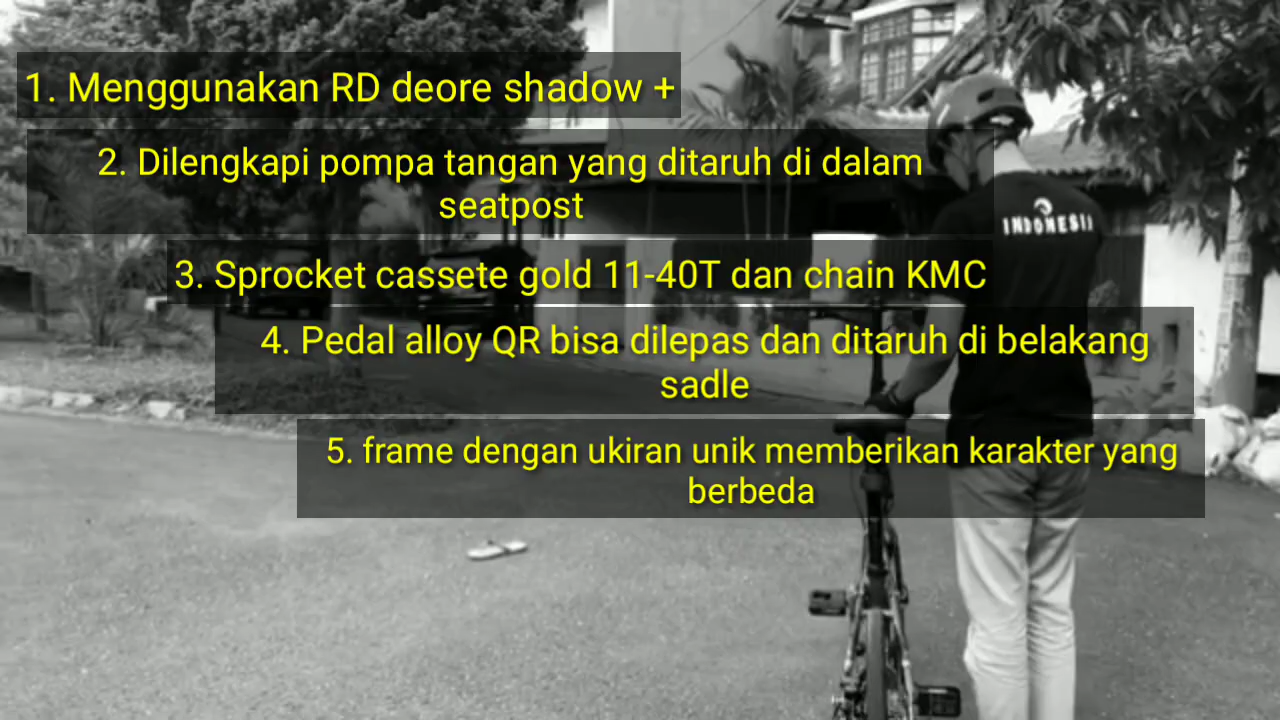 1. Menggunakan RD deore shadow +
2. Dilengkapi pompa tangan yang ditaruh di dalam
seatpost
3. Sprocket cassete gold 11-40T dan chain KMC
4. Pedal alloy QR bisa dilepas dan ditaruh di belakang
sadle
5. frame dengan ukiran unik memberikan karakter yang
berbeda
INDONESIA